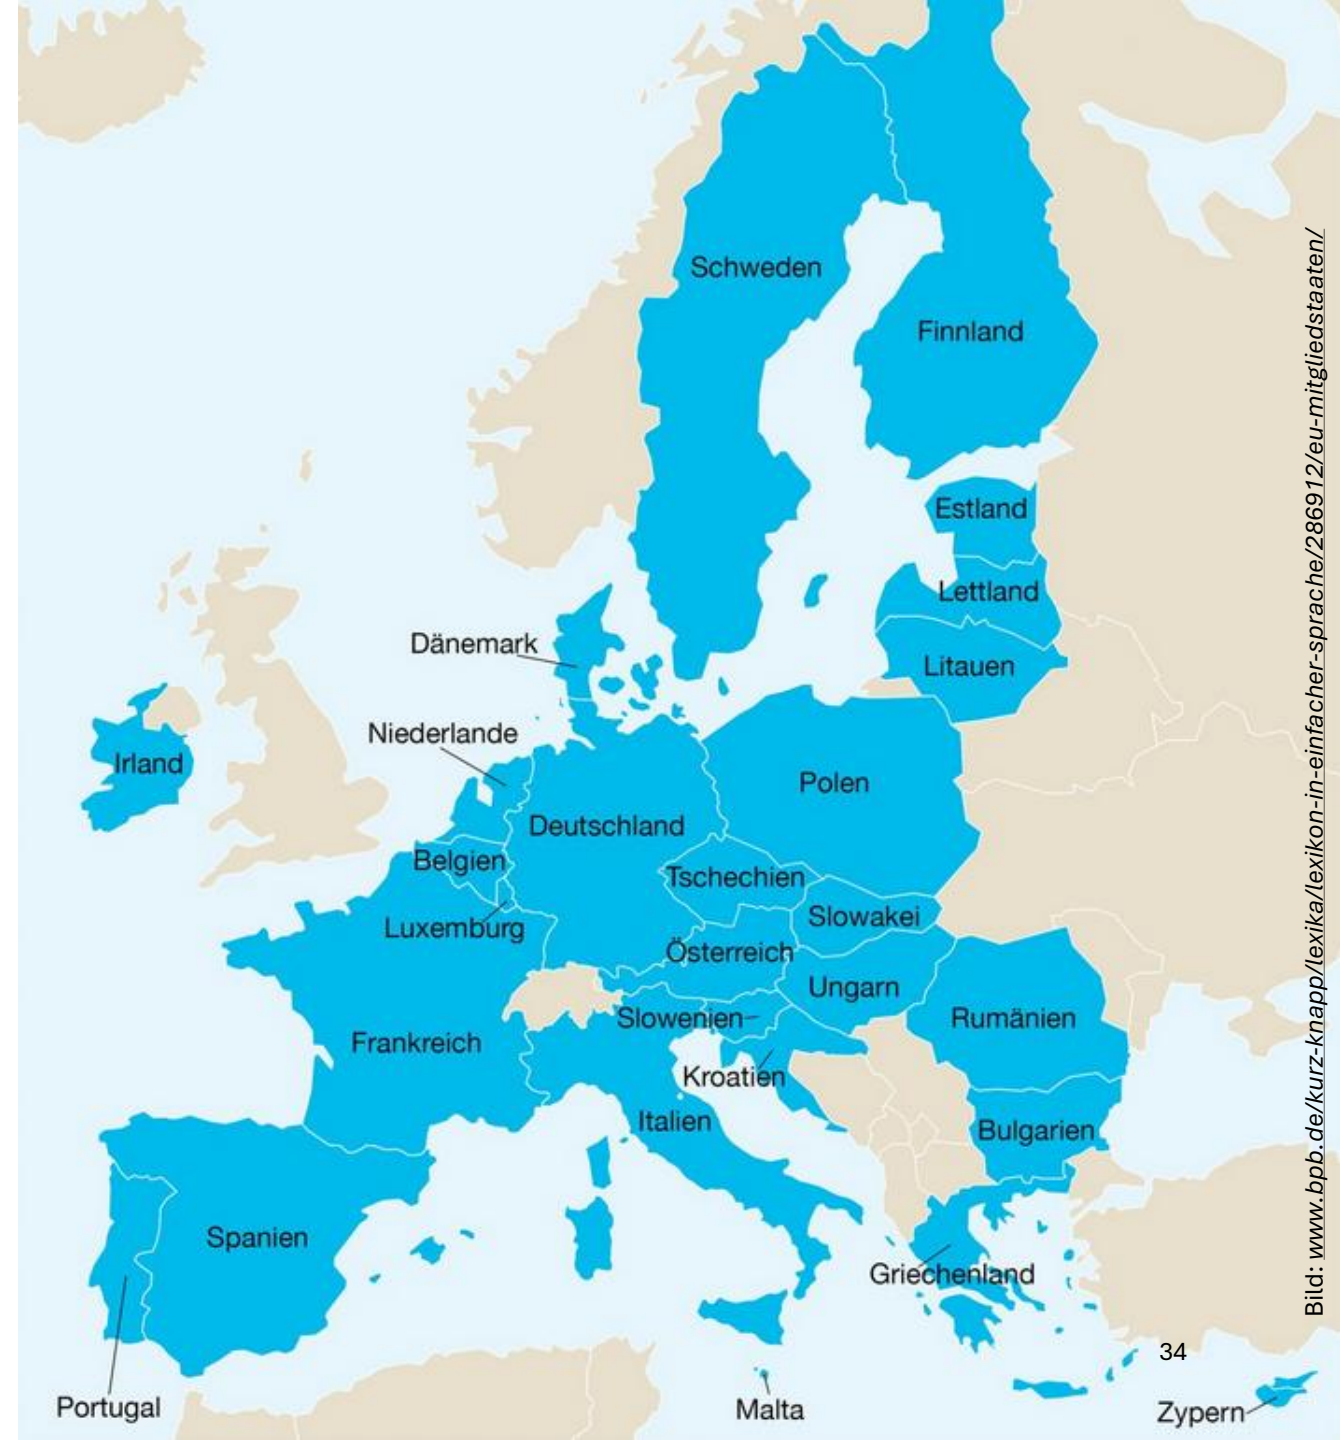 Schweden
Finnland
Estland
Lettland
Dänemark
Litauen
Niederlande
Irland
Polen
Deutschland
Belgien
Tschechien
Slowakei
Luxemburg
Österreich
Ungarn
Slowenien
Rumänien
Frankreich
Kroatien
Italien
Bulgarien
Spanien
Griechenland
34
Portugal
Malta
Zypern
Bild: www.bpb.de/kurz-knapp/lexika/lexikon-in-einfacher-sprache/286912/eu-mitgliedstaaten/